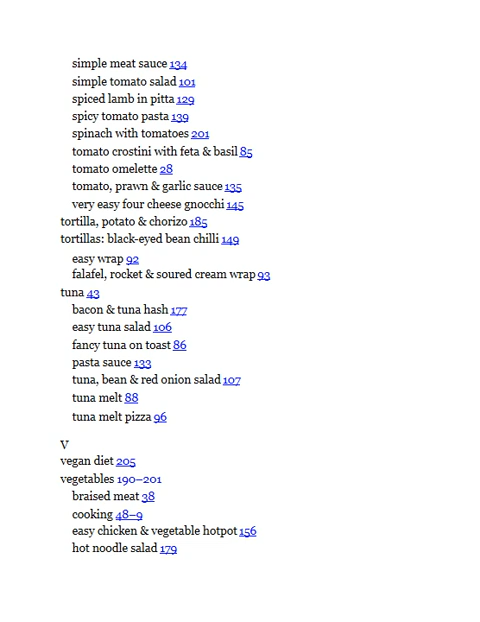 simple meat sauce 134
simple tomato salad 101
spiced lamb in pitta 129
spicy tomato pasta 139
spinach with tomatoes 201
tomato crostini with feta & basil 85
tomato omelette 28
tomato, prawn & garlic sauce 135
very easy four cheese gnocchi 145
tortilla, potato & chorizo 185
tortillas: black-eyed bean chilli 149
easy wrap 92
falafel, rocket & soured cream wrap 93
tuna 43
bacon & tuna hash 177
easy tuna salad 106
fancy tuna on toast 86
pasta sauce 133
tuna, bean & red onion salad 107
tuna melt 88
tuna melt pizza 96
V
vegan diet 205
vegetables 190–201
braised meat 38
cooking 48–9
easy chicken & vegetable hotpot 156
hot noodle salad 179